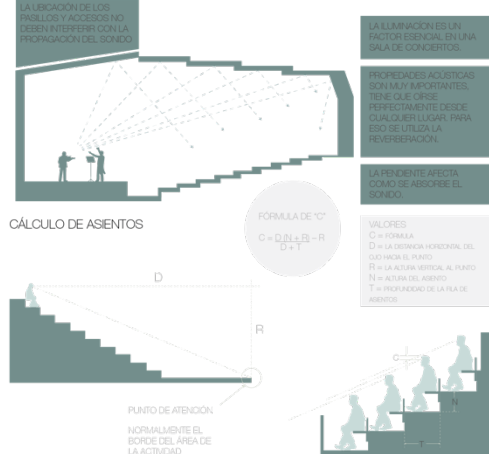 LA UBICACIÓN DE LOS
PASILLOS Y ACCESOS NO
DEBEN INTERFERIR CON LA
PROPAGACIÓN DEL SONIDO
LA ILUMINACIÓN ES UN
FACTOR ESENCIAL EN UNA
SALA DE CONCIERTOS.
PROPIEDADES ACÚSTICAS
SON MUY IMPORTANTES,
TIENE QUE OÍRSE
PERFECTAMENTE DESDE
CUALQUIER LUGAR. PARA
ESO SE UTILIZA LA
REVERBERACIÓN.
LA PENDIENTE AFECTA
COMO SE ABSORBE EL
SONIDO.
CÁLCULO DE ASIENTOS
FÓRMULA DE "C"
C = D (N + R) – R
D + T
VALORES
C = FÓRMULA
D = LA DISTANCIA HORIZONTAL DEL
OJO HACIA EL PUNTO
R = LA ALTURA VERTICAL AL PUNTO
N = ALTURA DEL ASIENTO
T = PROFUNDIDAD DE LA FILA DE
ASIENTOS
D
R
PUNTO DE ATENCIÓN
NORMALMENTE EL
BORDE DEL ÁREA DE
LA ACTIVIDAD
C
N
T